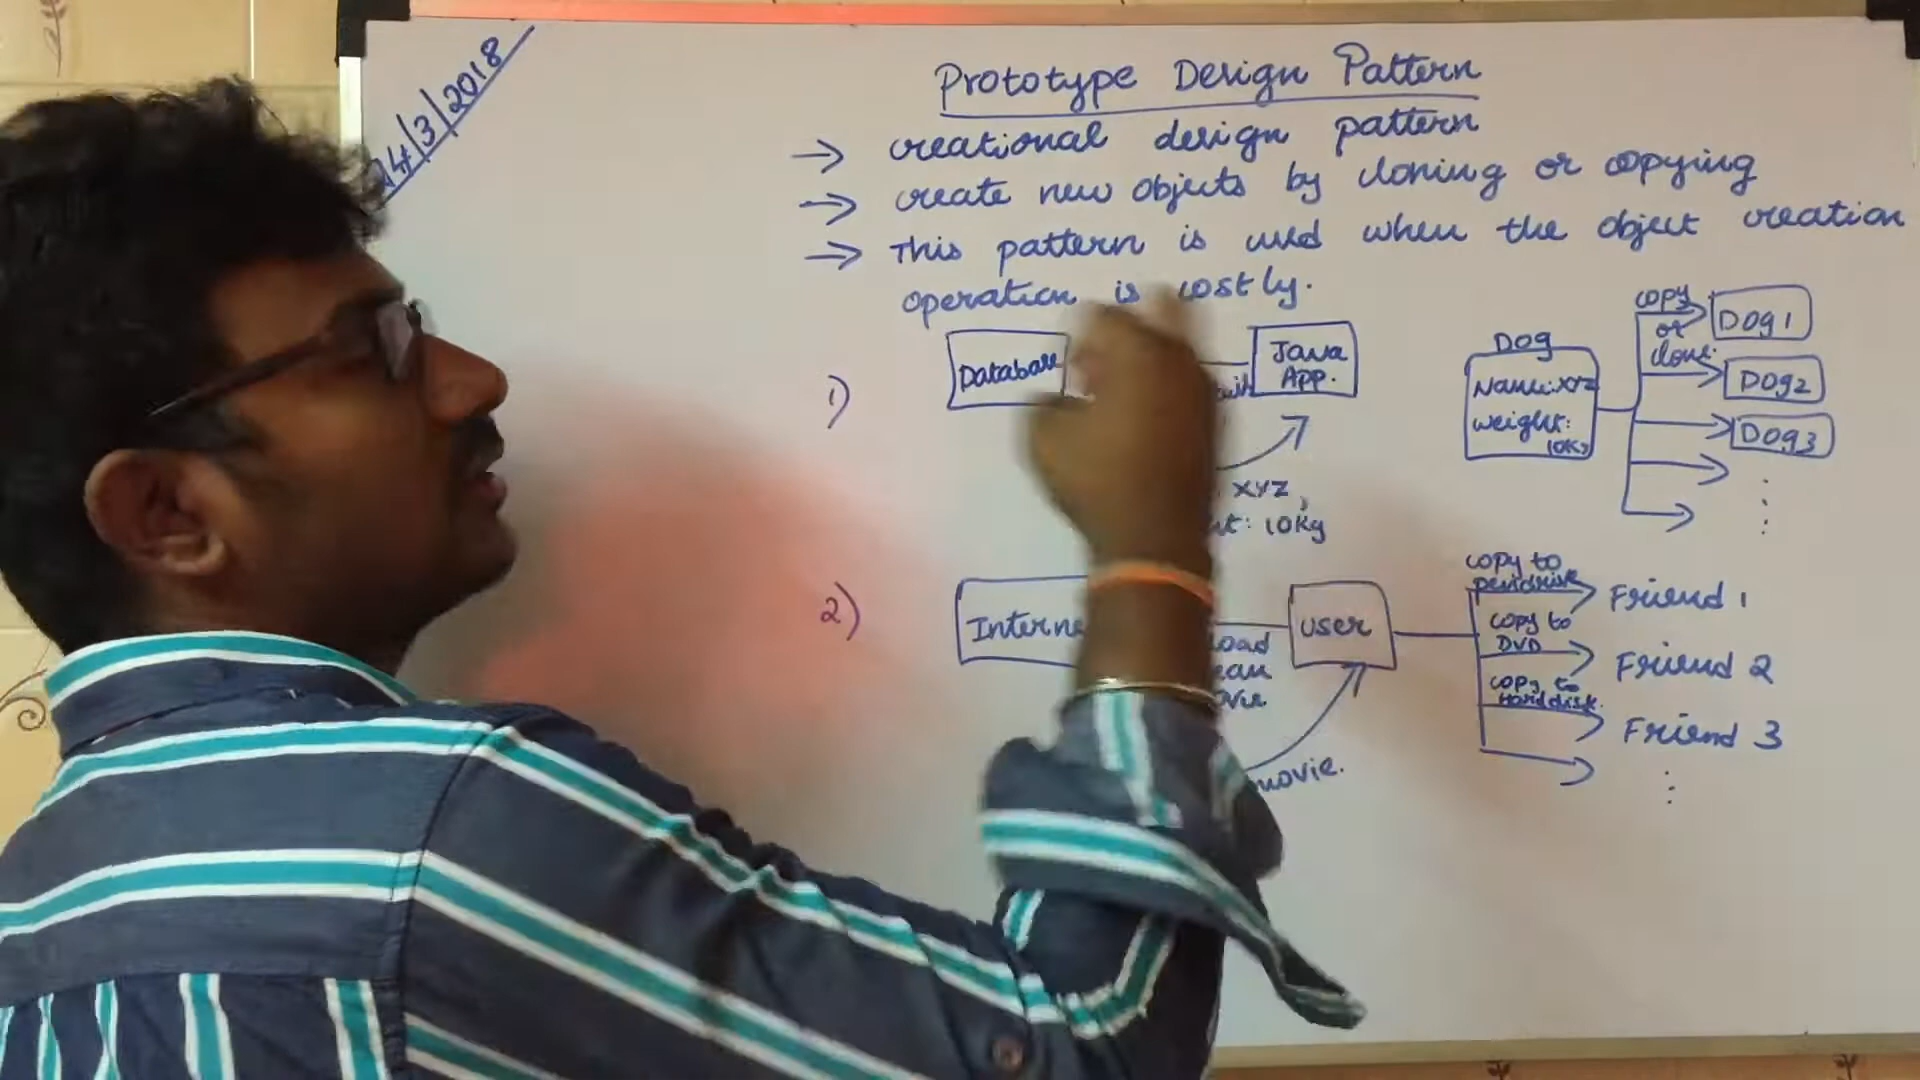 14/3/2018
Prototype Design Pattern
→ creational design pattern
→ create new objects by cloning or copying
→ This pattern is used when the object creation
operation is costly.
1)
Database
Java
App.
XYZ,
10Kg
Dog
Name: XYZ
Weight:
10Kg
copy
or
clone.
Dog1
Dog2
Dog3
2)
User
movie.
copy to
pendrive
Friend 1
copy to
DVD
Friend 2
copy to
Harddisk.
Friend 3